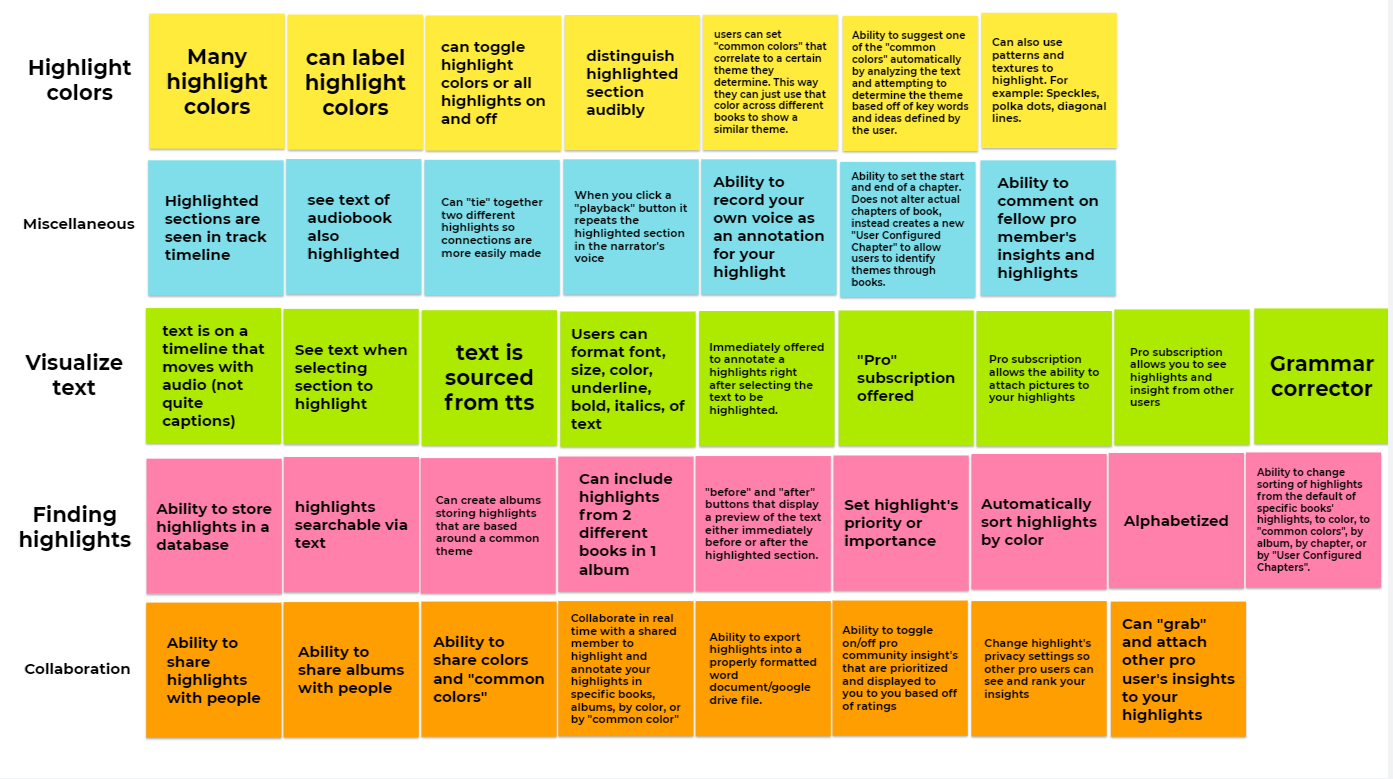 Highlight
colors
Many
highlight
colors
can label
highlight
colors
can toggle
highlight
colors or all
highlights on
and off
distinguish
highlighted
section
audibly
users can set
"common colors" that
correlate to a certain
theme they
determine. This way
they can just use that
color across different
books to show a
similar theme.
Ability to suggest one
of the "common
colors" automatically
by analyzing the text
and attempting to
determine the theme
based off of key words
and ideas defined by
the user.
Can also use
patterns and
textures to
highlight. For
example: Speckles,
polka dots, diagonal
lines.
Miscellaneous
Highlighted
sections are
seen in track
timeline
see text of
audiobook
also
highlighted
Can "tie" together
two different
highlights so
connections are
more easily made
When you click a
"playback" button it
repeats the
highlighted section
in the narrator's
voice
Ability to
record your
own voice as
an annotation
for your
highlight
Ability to set the start
and end of a chapter.
Does not alter actual
chapters of book,
instead creates a new
"User Configured
Chapter" to allow
users to identify
themes through
books.
Ability to
comment on
fellow pro
member's
insights and
highlights
Visualize
text
text is on a
timeline that
moves with
audio (not
quite
captions)
See text when
selecting
section to
highlight
text is
sourced
from tts
Users can
format font,
size, color,
underline,
bold, italics, of
text
Immediately offered
to annotate a
highlights right
after selecting the
text to be
highlighted.
"Pro"
subscription
offered
Pro subscription
allows the ability to
attach pictures to
your highlights
Pro subscription
allows you to see
highlights and
insight from other
users
Grammar
corrector
Finding
highlights
Ability to store
highlights in a
database
highlights
searchable via
text
Can create albums
storing highlights
that are based
around a common
theme
Can include
highlights
from 2
different
books in 1
album
"before" and "after"
buttons that display
a preview of the text
either immediately
before or after the
highlighted section.
Set highlight's
priority or
importance
Automatically
sort highlights
by color
Alphabetized
Ability to change
sorting of highlights
from the default of
specific books'
highlights, to color, to
"common colors", by
album, by chapter, or
by "User Configured
Chapters".
Collaboration
Ability to
share
highlights
with people
Ability to
share albums
with people
Ability to
share colors
and "common
colors"
Collaborate in real
time with a shared
member to
highlight and
annotate your
highlights in
specific books,
albums, by color, or
by "common color"
Ability to export
highlights into a
properly formatted
word
document/google
drive file.
Ability to toggle
on/off pro
community insight's
that are prioritized
and displayed to
you to you based off
of ratings
Change highlight's
privacy settings so
other pro users can
see and rank your
insights
Can "grab"
and attach
other pro
user's insights
to your
highlights